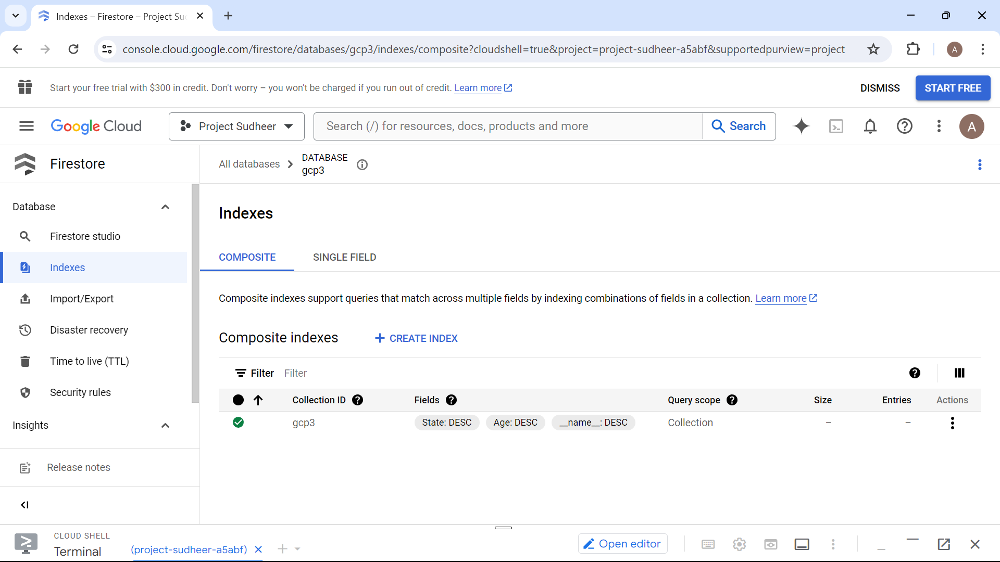 Indexes – Firestore – Project Su
console.cloud.google.com/firestore/databases/gcp3/indexes/composite?cloudshell=true&project=project-sudheer-a5abf&supportedpurview=project
A
Start your free trial with $300 in credit. Don't worry – you won't be charged if you run out of credit. Learn more
DISMISS
START FREE
Google Cloud
Project Sudheer
Search (/) for resources, docs, products and more
Search
A
Firestore
All databases
DATABASE
gcp3
Database
Firestore studio
Indexes
Import/Export
Disaster recovery
Time to live (TTL)
Security rules
Insights
Release notes
Indexes
COMPOSITE
SINGLE FIELD
Composite indexes support queries that match across multiple fields by indexing combinations of fields in a collection. Learn more
Composite indexes
CREATE INDEX
Filter Filter
Collection ID Fields Query scope Size Entries Actions
gcp3 State: DESC Age: DESC __name__: DESC Collection – –
CLOUD SHELL
Terminal
(project-sudheer-a5abf)
Open editor